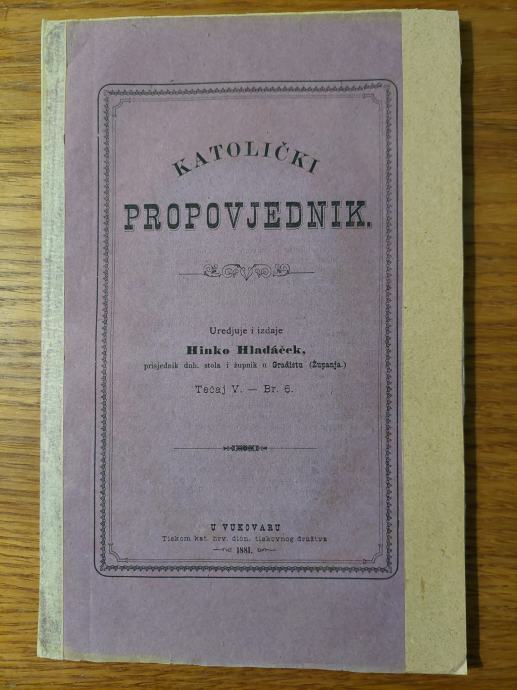 KATOLIČKI
PROPOVJEDNIK.
Uredjuje i izdaje
Hinko Hladáček,
prisjednik duh. stola i župnik u Gradištu (Županja.)
Tečaj V. — Br. 6.
U VUKOVARU
Tiskom kat. hrv. dion. tiskovnog družtva
1881.